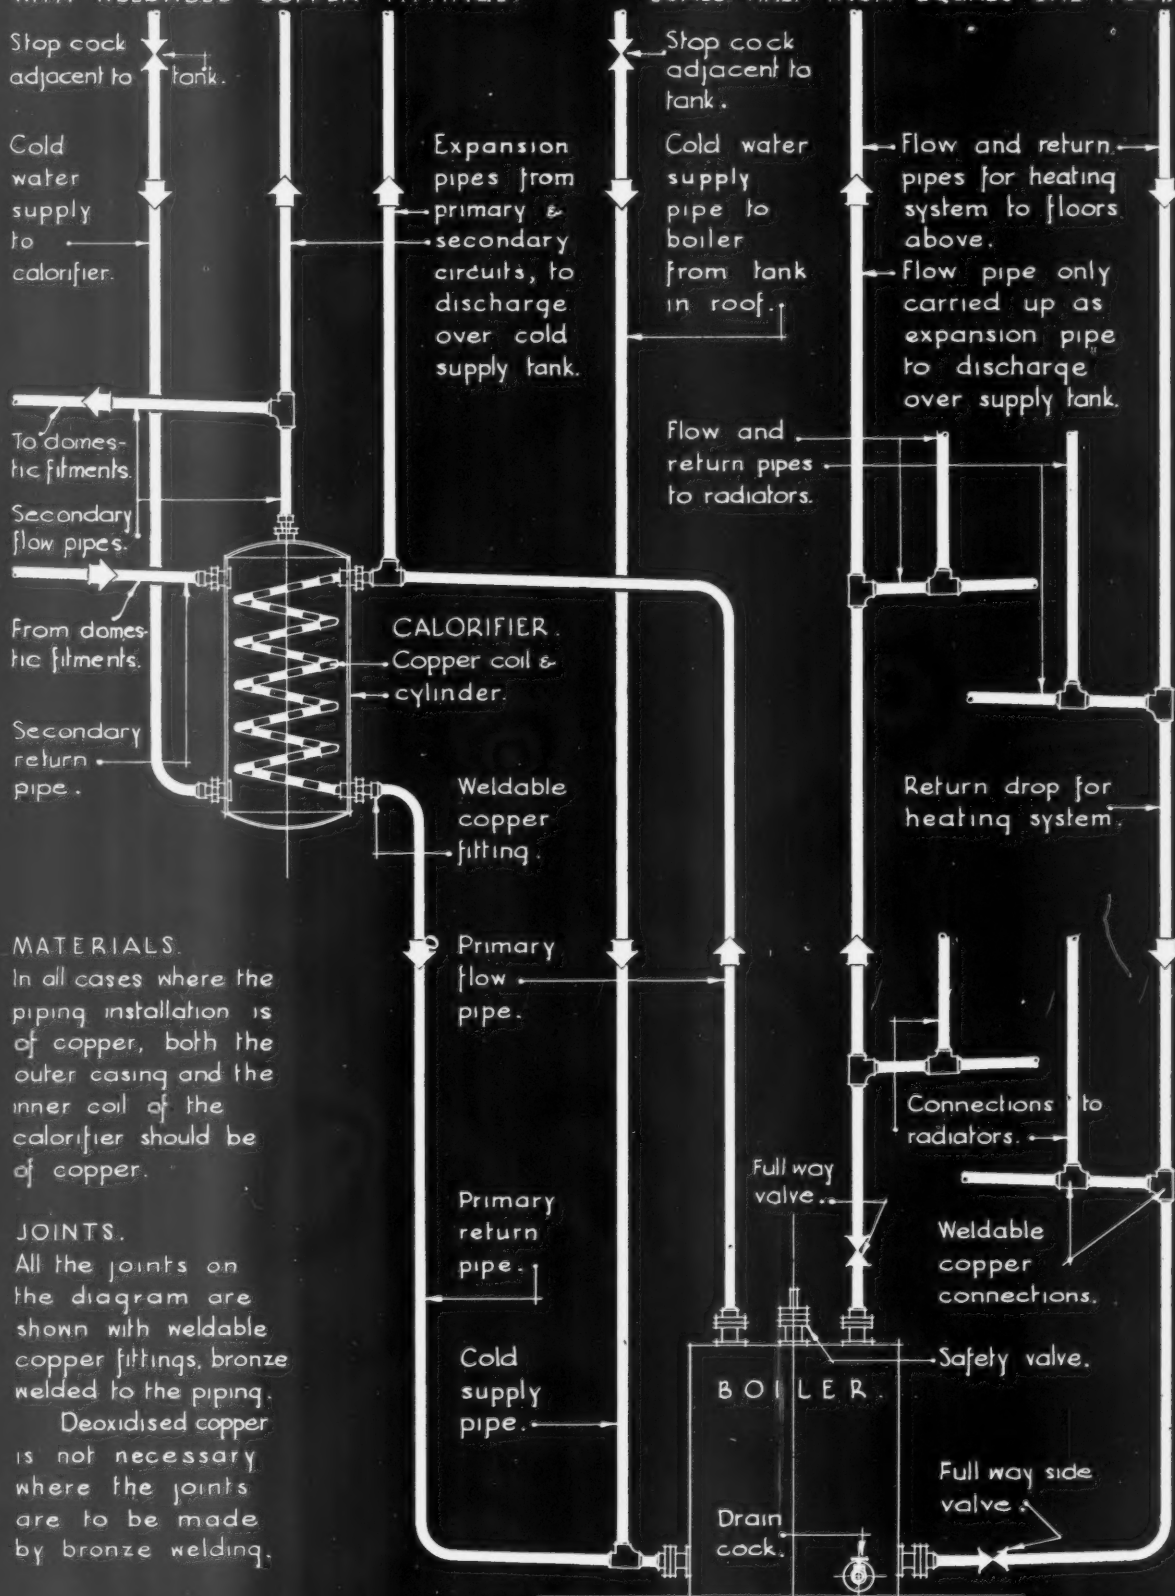 Stop cock
adjacent to tank.
Cold
water
supply
to
calorifier.
Expansion
pipes from
primary &
secondary
circuits, to
discharge
over cold
supply tank.
Stop cock
adjacent to
tank.
Cold water
supply
pipe to
boiler
from tank
in roof.
Flow and return
pipes for heating
system to floors
above.
Flow pipe only
carried up as
expansion pipe
to discharge
over supply tank.
To domes-
tic fitments.
Secondary
flow pipes.
From domes-
tic fitments.
Secondary
return
pipe.
CALORIFIER.
Copper coil &
cylinder.
Weldable
copper
fitting.
Flow and
return pipes
to radiators.
Return drop for
heating system.
MATERIALS.
In all cases where the
piping installation is
of copper, both the
outer casing and the
inner coil of the
calorifier should be
of copper.
JOINTS.
All the joints on
the diagram are
shown with weldable
copper fittings, bronze
welded to the piping.
Deoxidised copper
is not necessary
where the joints
are to be made
by bronze welding.
Primary
flow
pipe.
Primary
return
pipe.
Cold
supply
pipe.
Full way
valve.
Connections to
radiators.
Weldable
copper
connections.
Safety valve.
BOILER.
Drain
cock.
Full way side
valve.